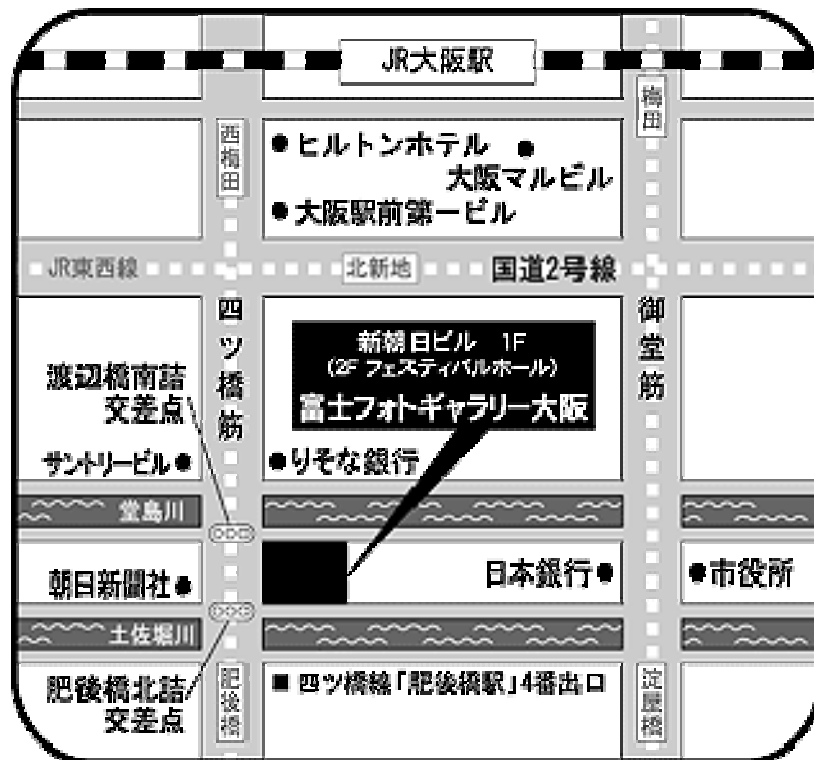 JR大阪駅
梅田
西梅田
ヒルトンホテル
大阪マルビル
大阪駅前第一ビル
JR東西線
北新地
国道2号線
四ツ橋筋
御堂筋
新朝日ビル 1F
(2F フェスティバルホール)
富士フォトギャラリー大阪
渡辺橋南詰
交差点
サントリービル
りそな銀行
堂島川
朝日新聞社
日本銀行
市役所
土佐堀川
肥後橋北詰
交差点
肥後橋
四ツ橋線「肥後橋駅」4番出口
淀屋橋